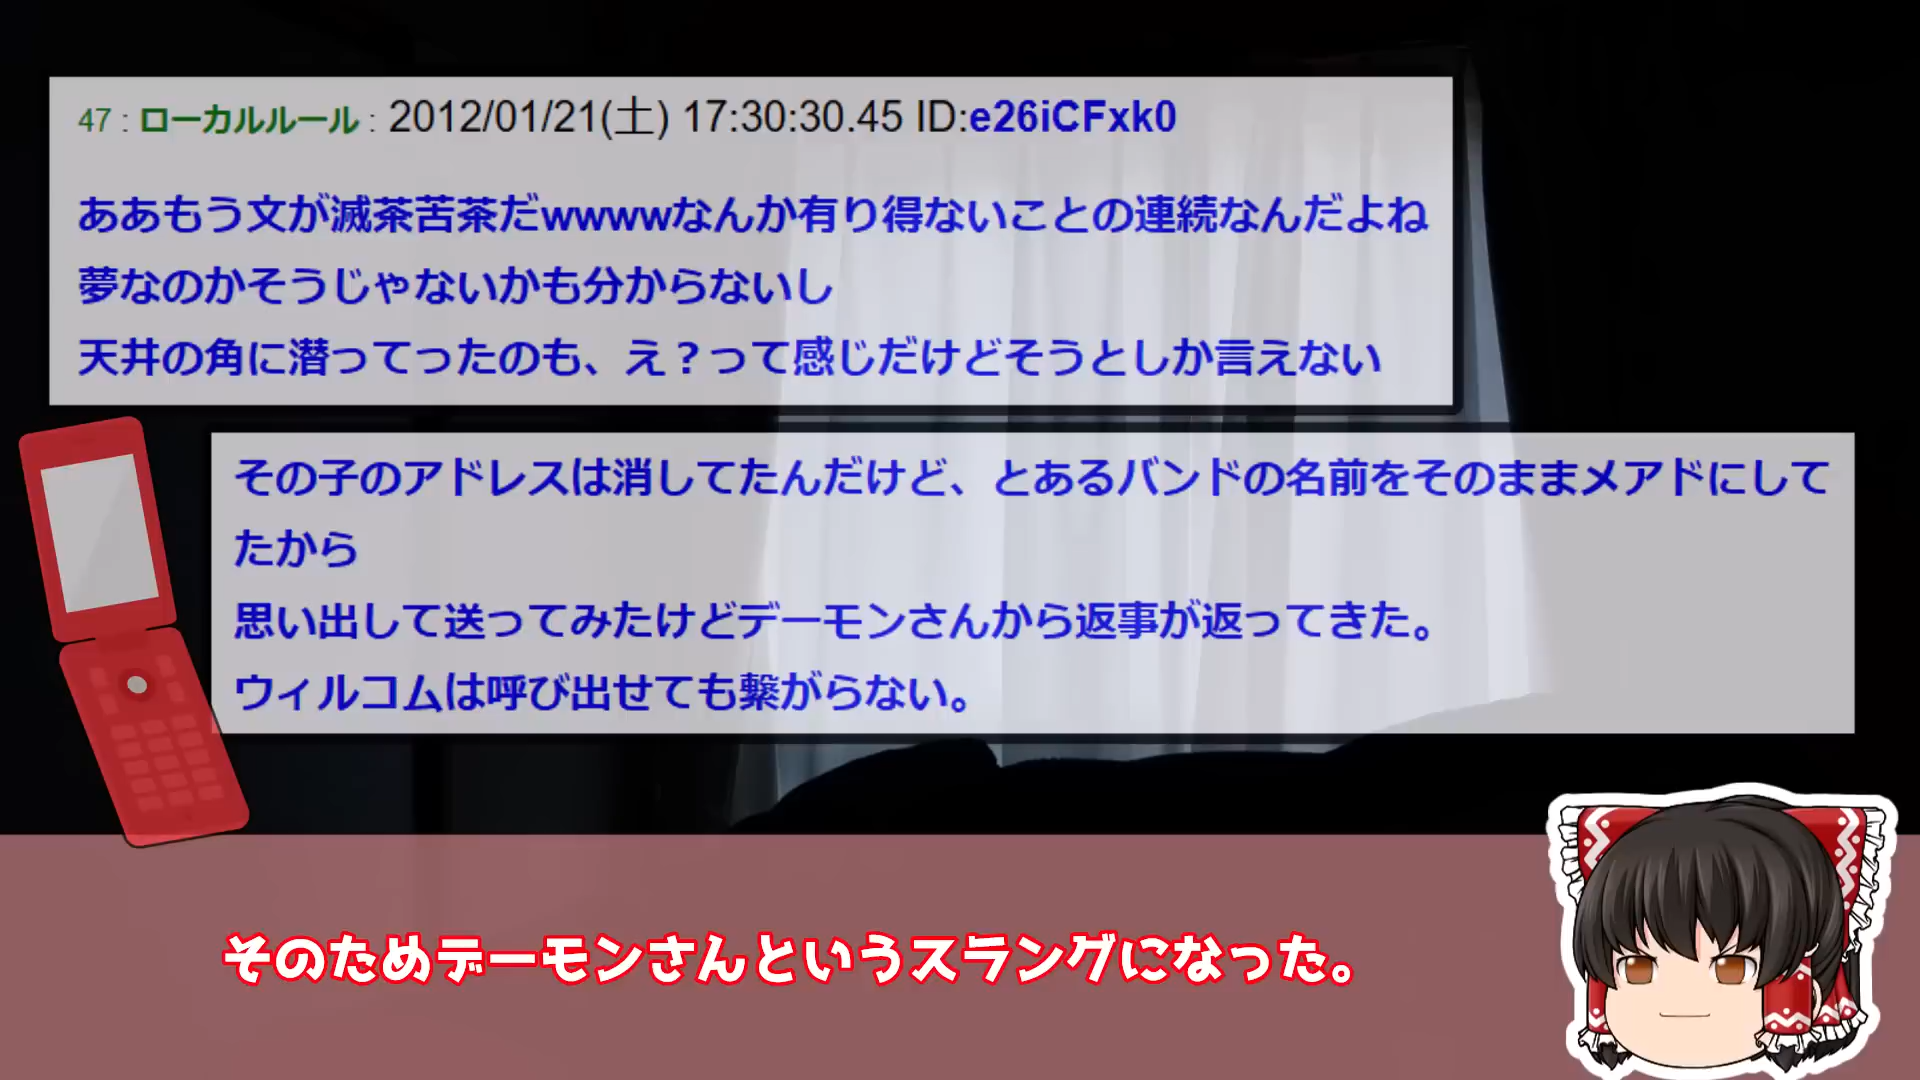 47 : ローカルルール : 2012/01/21(土) 17:30:30.45 ID:e26iCFxk0
ああもう文が滅茶苦茶だwwwwなんか有り得ないことの連続なんだよね
夢なのかそうじゃないかも分からないし
天井の角に潜ってったのも、え？って感じだけどそうとしか言えない
その子のアドレスは消してたんだけど、とあるバンドの名前をそのままメアドにして
たから
思い出して送ってみたけどデーモンさんから返事が返ってきた。
ウィルコムは呼び出せても繋がらない。
そのためデーモンさんというスラングになった。